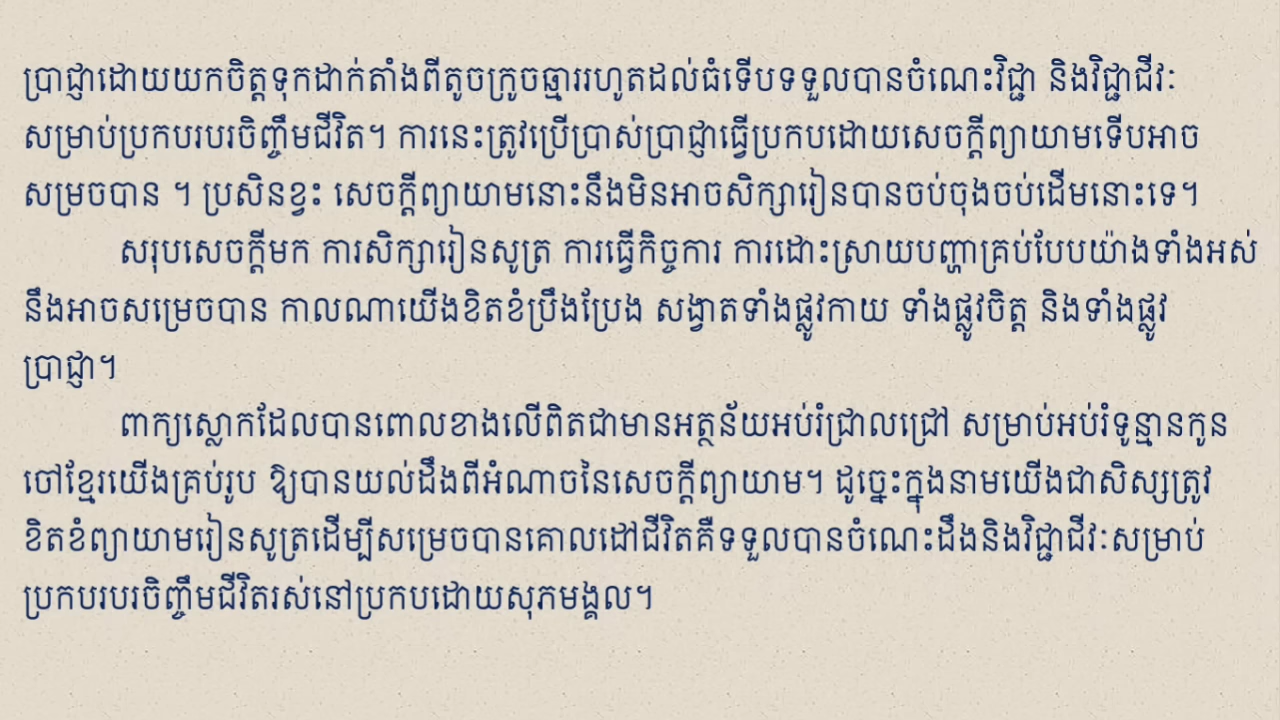 ប្រាជ្ញាដោយយកចិត្តទុកដាក់តាំងពីតូចក្រូចឆ្មាររហូតដល់ធំទើបទទួលបានចំណេះវិជ្ជា និងវិជ្ជាជីវៈ
សម្រាប់ប្រកបរបរចិញ្ចឹមជីវិត។ ការនេះត្រូវប្រើប្រាស់ប្រាជ្ញាធ្វើប្រកបដោយសេចក្ដីព្យាយាមទើបអាច
សម្រចបាន ។ ប្រសិនខ្វះ សេចក្ដីព្យាយាមនោះនឹងមិនអាចសិក្សារៀនបានចប់ចុងចប់ដើមនោះទេ។
សរុបសេចក្ដីមក ការសិក្សារៀនសូត្រ ការធ្វើកិច្ចការ ការដោះស្រាយបញ្ហាគ្រប់បែបយ៉ាងទាំងអស់
នឹងអាចសម្រេចបាន កាលណាយើងខិតខំប្រឹងប្រែង សង្វាតទាំងផ្លូវកាយ ទាំងផ្លូវចិត្ត និងទាំងផ្លូវ
ប្រាជ្ញា។
ពាក្យស្លោកដែលបានពោលខាងលើពិតជាមានអត្ថន័យអប់រំជ្រាលជ្រៅ សម្រាប់អប់រំទូន្មានកូន
ចៅខ្មែរយើងគ្រប់រូប ឱ្យបានយល់ដឹងពីអំណាចនៃសេចក្ដីព្យាយាម។ ដូច្នេះក្នុងនាមយើងជាសិស្សត្រូវ
ខិតខំព្យាយាមរៀនសូត្រដើម្បីសម្រេចបានគោលដៅជីវិតគឺទទួលបានចំណេះដឹងនិងវិជ្ជាជីវៈសម្រាប់
ប្រកបរបរចិញ្ចឹមជីវិតរស់នៅប្រកបដោយសុភមង្គល។